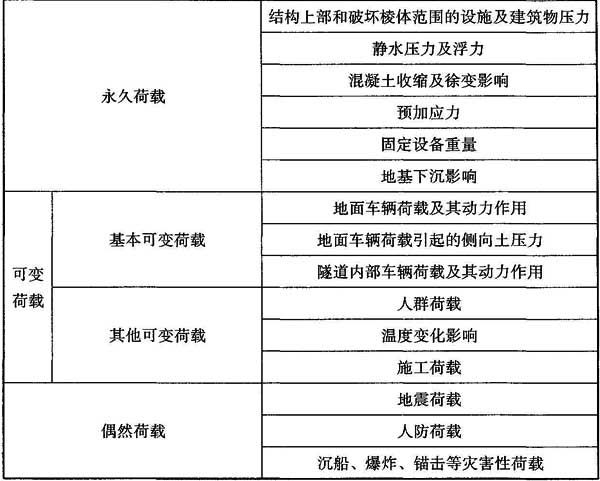 结构上部和破坏棱体范围的设施及建筑物压力
静水压力及浮力
混凝土收缩及徐变影响
永久荷载
预加应力
固定设备重量
地基下沉影响
可变
荷载
基本可变荷载
地面车辆荷载及其动力作用
地面车辆荷载引起的侧向土压力
隧道内部车辆荷载及其动力作用
其他可变荷载
人群荷载
温度变化影响
施工荷载
偶然荷载
地震荷载
人防荷载
沉船、爆炸、锚击等灾害性荷载